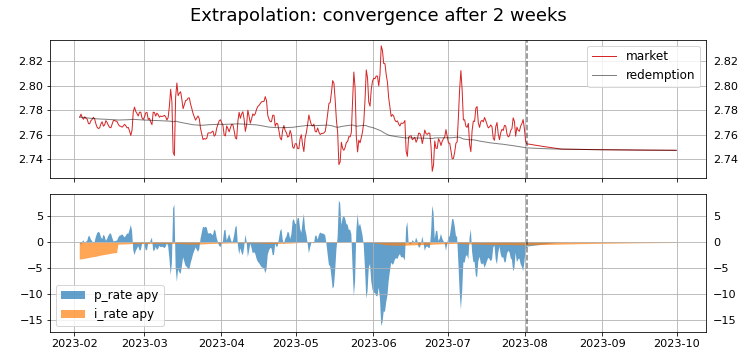 Extrapolation: convergence after 2 weeks
market
redemption
2.82 2.82
2.80 2.80
2.78 2.78
2.76 2.76
2.74 2.74
5 5
0 0
−5 −5
−10 −10
−15 −15
p_rate apy
i_rate apy
2023-02 2023-03 2023-04 2023-05 2023-06 2023-07 2023-08 2023-09 2023-10